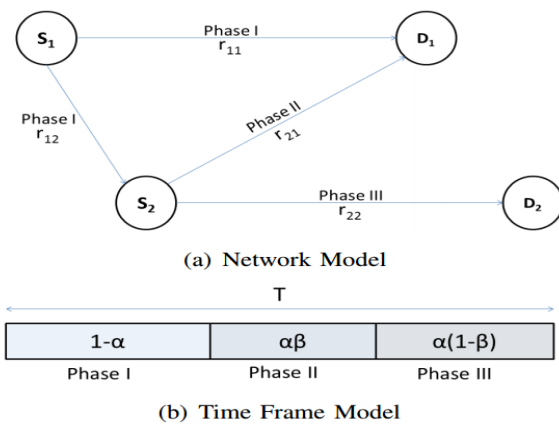 S₁
Phase I
r₁₁
D₁
Phase I
r₁₂
Phase II
r₂₁
S₂
Phase III
r₂₂
D₂
(a) Network Model
T
1-α
αβ
α(1-β)
Phase I
Phase II
Phase III
(b) Time Frame Model